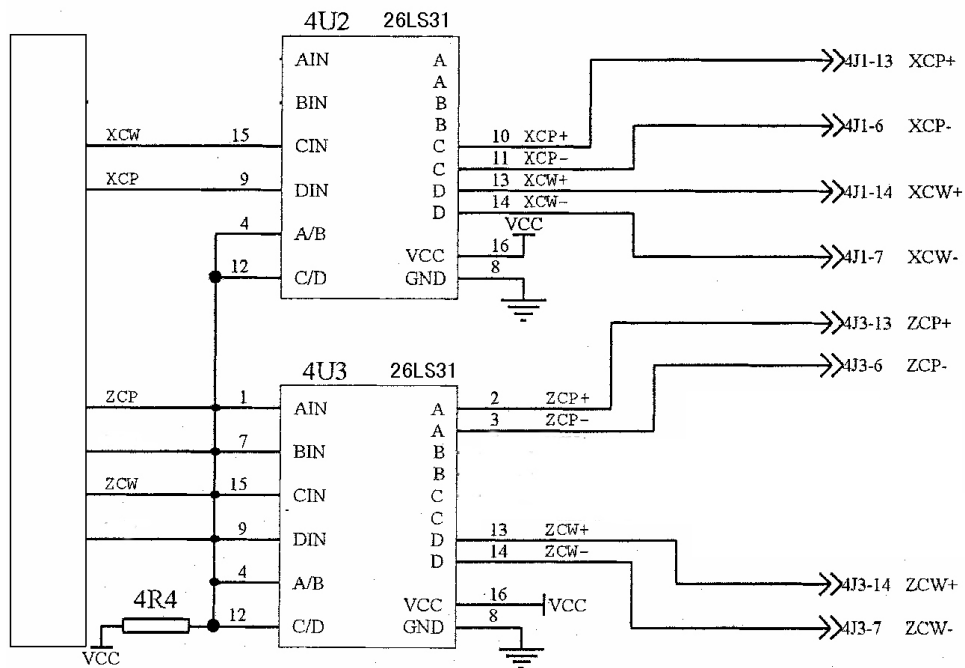 4U2 26LS31
AIN A
A
BIN B
B
XCW 15 CIN C 10 XCP+
C 11 XCP-
XCP 9 DIN D 13 XCW+
D 14 XCW-
4 A/B
VCC
VCC 16
12 C/D GND 8
4J1-13 XCP+
4J1-6 XCP-
4J1-14 XCW+
4J1-7 XCW-
4U3 26LS31
ZCP 1 AIN A 2 ZCP+
A 3 ZCP-
7 BIN B
B
ZCW 15 CIN C
C
9 DIN D 13 ZCW+
D 14 ZCW-
4 A/B
VCC 16 VCC
4R4 12 C/D GND 8
VCC
4J3-13 ZCP+
4J3-6 ZCP-
4J3-14 ZCW+
4J3-7 ZCW-